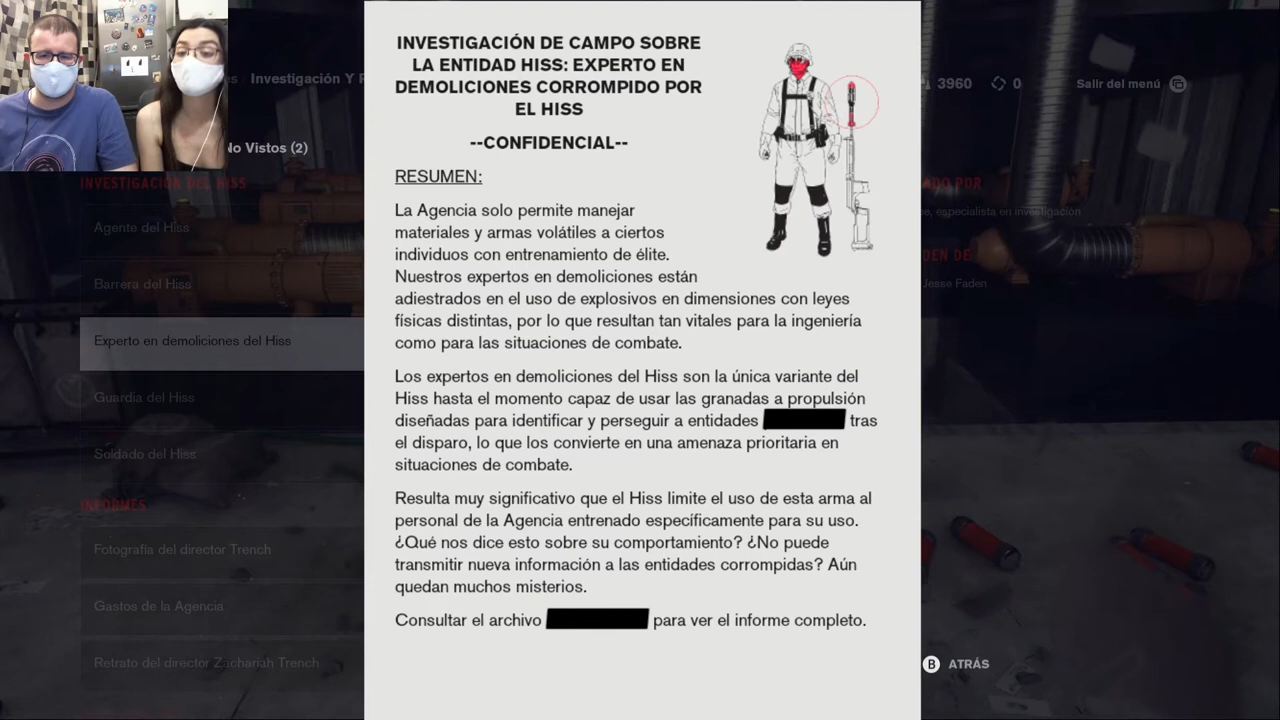 INVESTIGACIÓN DE CAMPO SOBRE
LA ENTIDAD HISS: EXPERTO EN
DEMOLICIONES CORROMPIDO POR
EL HISS
--CONFIDENCIAL--
RESUMEN:
La Agencia solo permite manejar
materiales y armas volátiles a ciertos
individuos con entrenamiento de élite.
Nuestros expertos en demoliciones están
adiestrados en el uso de explosivos en dimensiones con leyes
físicas distintas, por lo que resultan tan vitales para la ingeniería
como para las situaciones de combate.
Los expertos en demoliciones del Hiss son la única variante del
Hiss hasta el momento capaz de usar las granadas a propulsión
diseñadas para identificar y perseguir a entidades tras
el disparo, lo que los convierte en una amenaza prioritaria en
situaciones de combate.
Resulta muy significativo que el Hiss limite el uso de esta arma al
personal de la Agencia entrenado específicamente para su uso.
¿Qué nos dice esto sobre su comportamiento? ¿No puede
transmitir nueva información a las entidades corrompidas? Aún
quedan muchos misterios.
Consultar el archivo para ver el informe completo.
Investigación Y
No Vistos (2)
INVESTIGACIÓN DEL HISS
Agente del Hiss
Barrera del Hiss
Experto en demoliciones del Hiss
Guardia del Hiss
Soldado del Hiss
INFORMES
Fotografía del director Trench
Gastos de la Agencia
Retrato del director Zachariah Trench
3960
0
Salir del menú
POR
especialista en investigación
DE
Jesse Faden
B ATRÁS